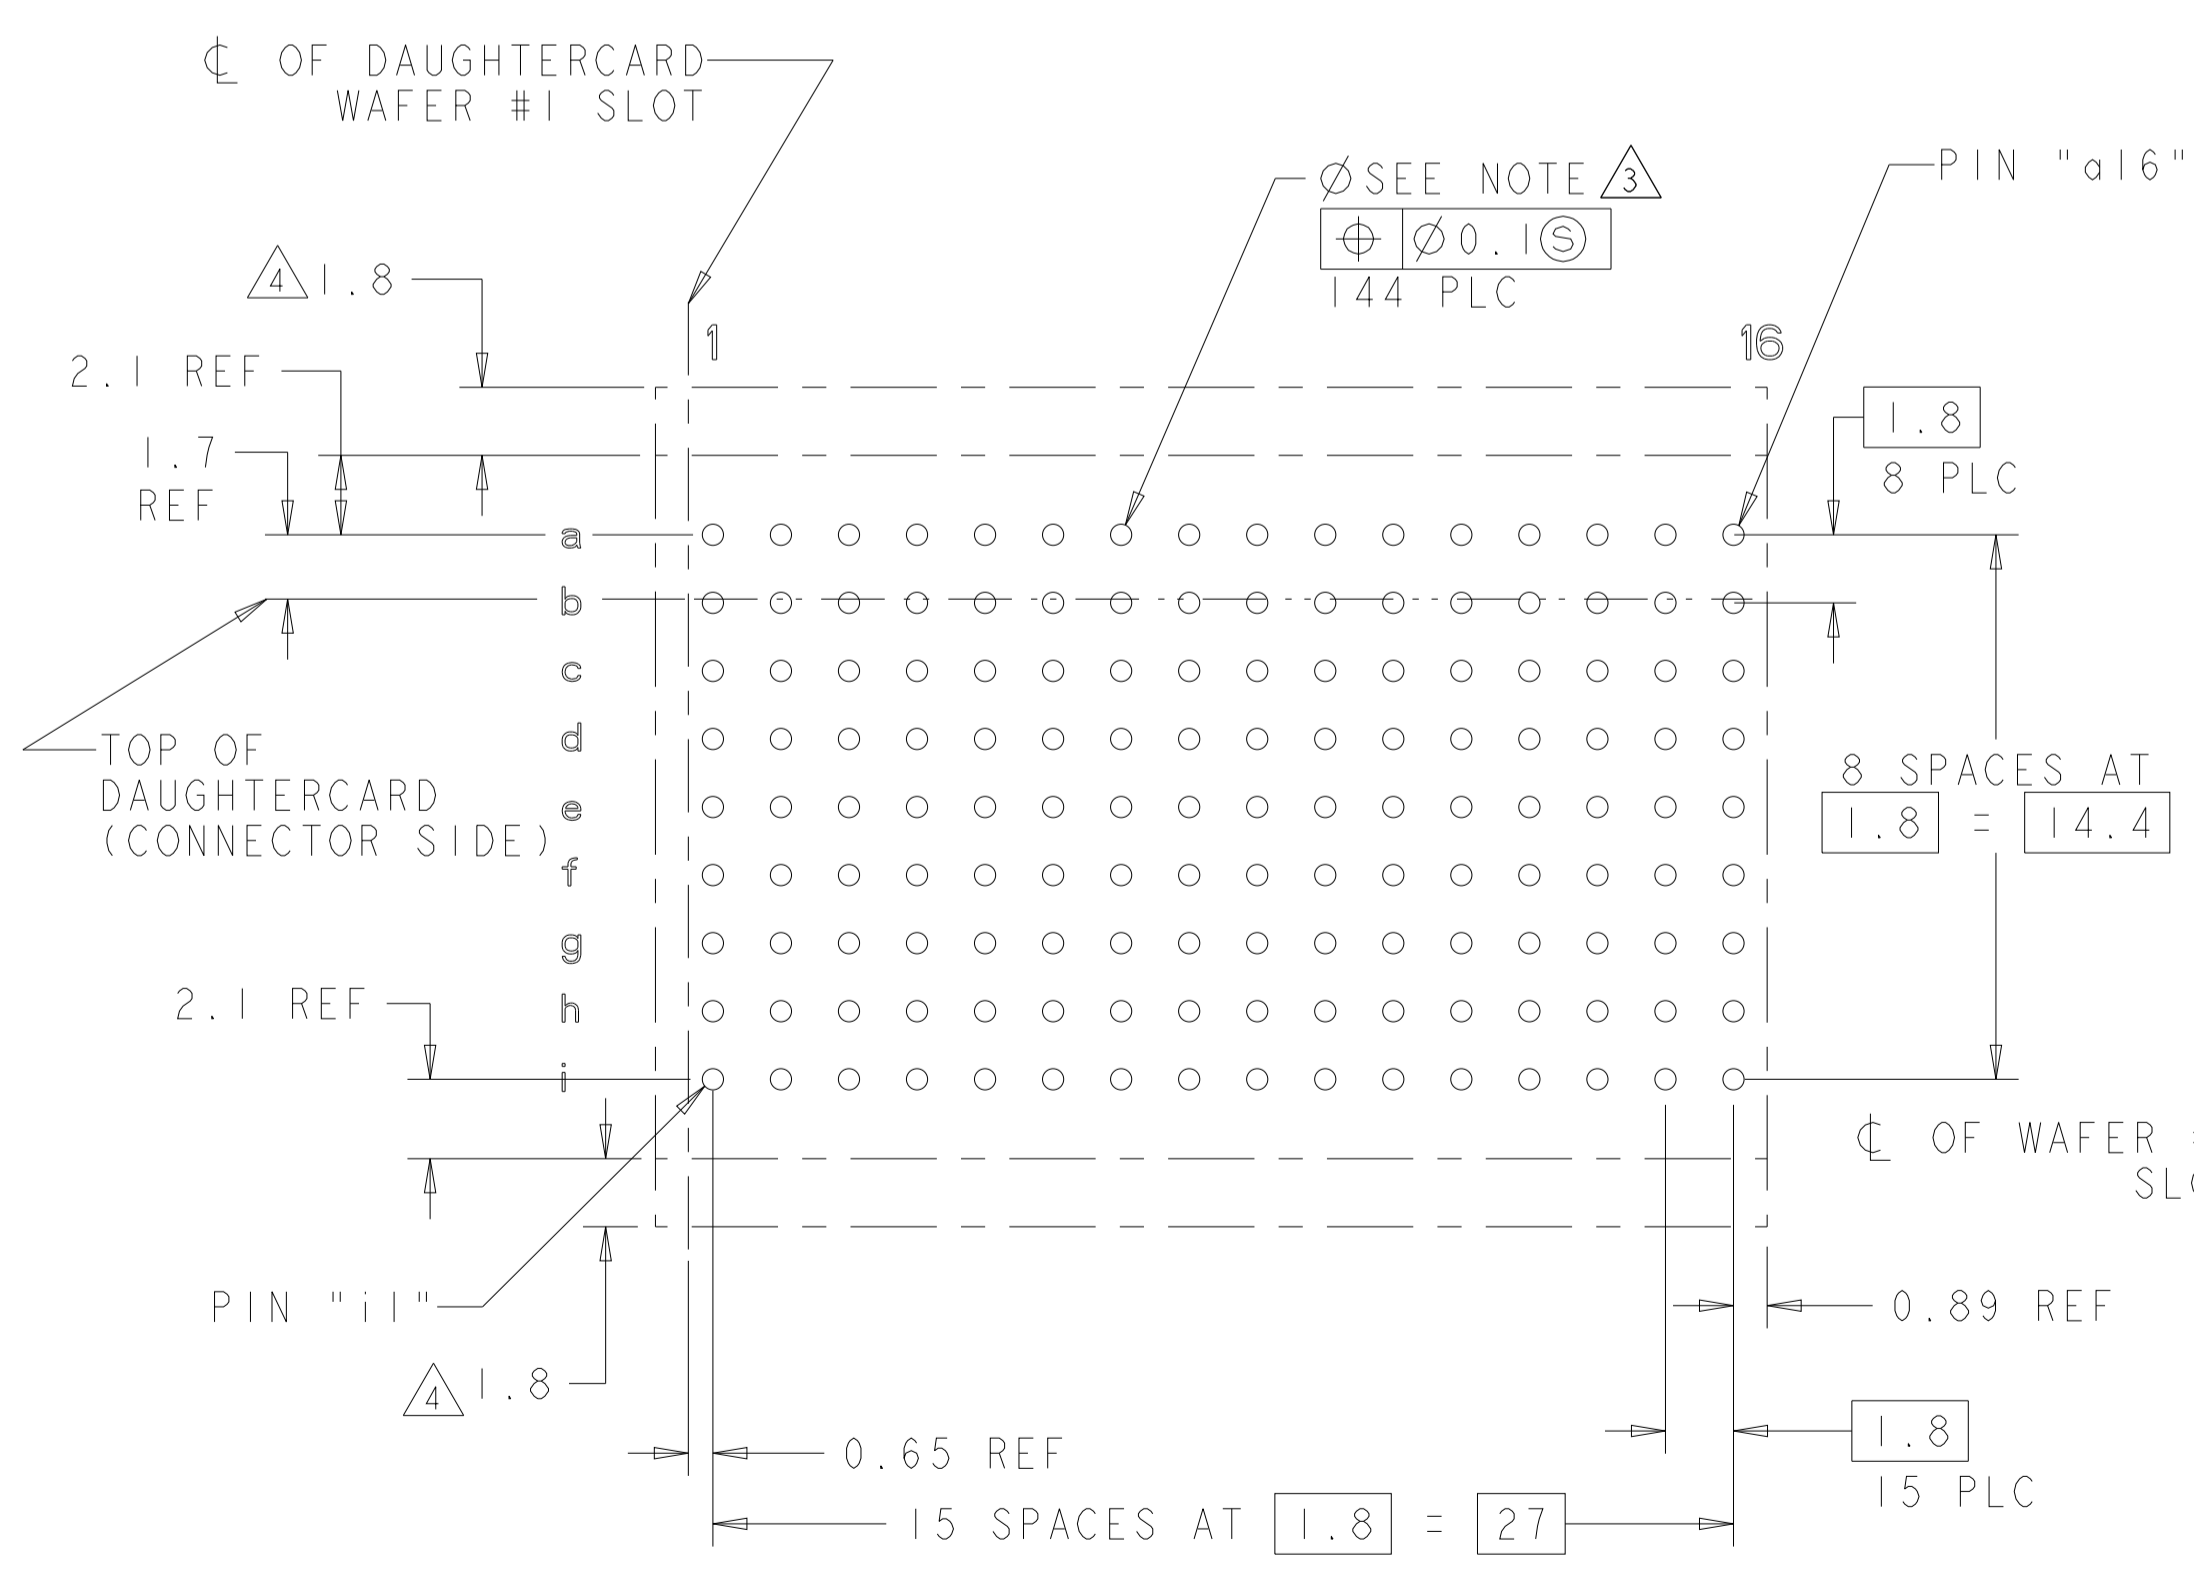 ℄ OF DAUGHTERCARD
WAFER #1 SLOT
⌀SEE NOTE 3
⌖ ⌀0.1Ⓢ
144 PLC
PIN "a16"
4 1.8
2.1 REF
1.7
REF
1
16
1.8
8 PLC
a
b
c
d
e
f
g
h
i
TOP OF
DAUGHTERCARD
(CONNECTOR SIDE)
8 SPACES AT
1.8 = 14.4
2.1 REF
℄ OF WAFER
PIN "i1"
0.89 REF
4 1.8
0.65 REF
1.8
15 PLC
15 SPACES AT 1.8 = 27